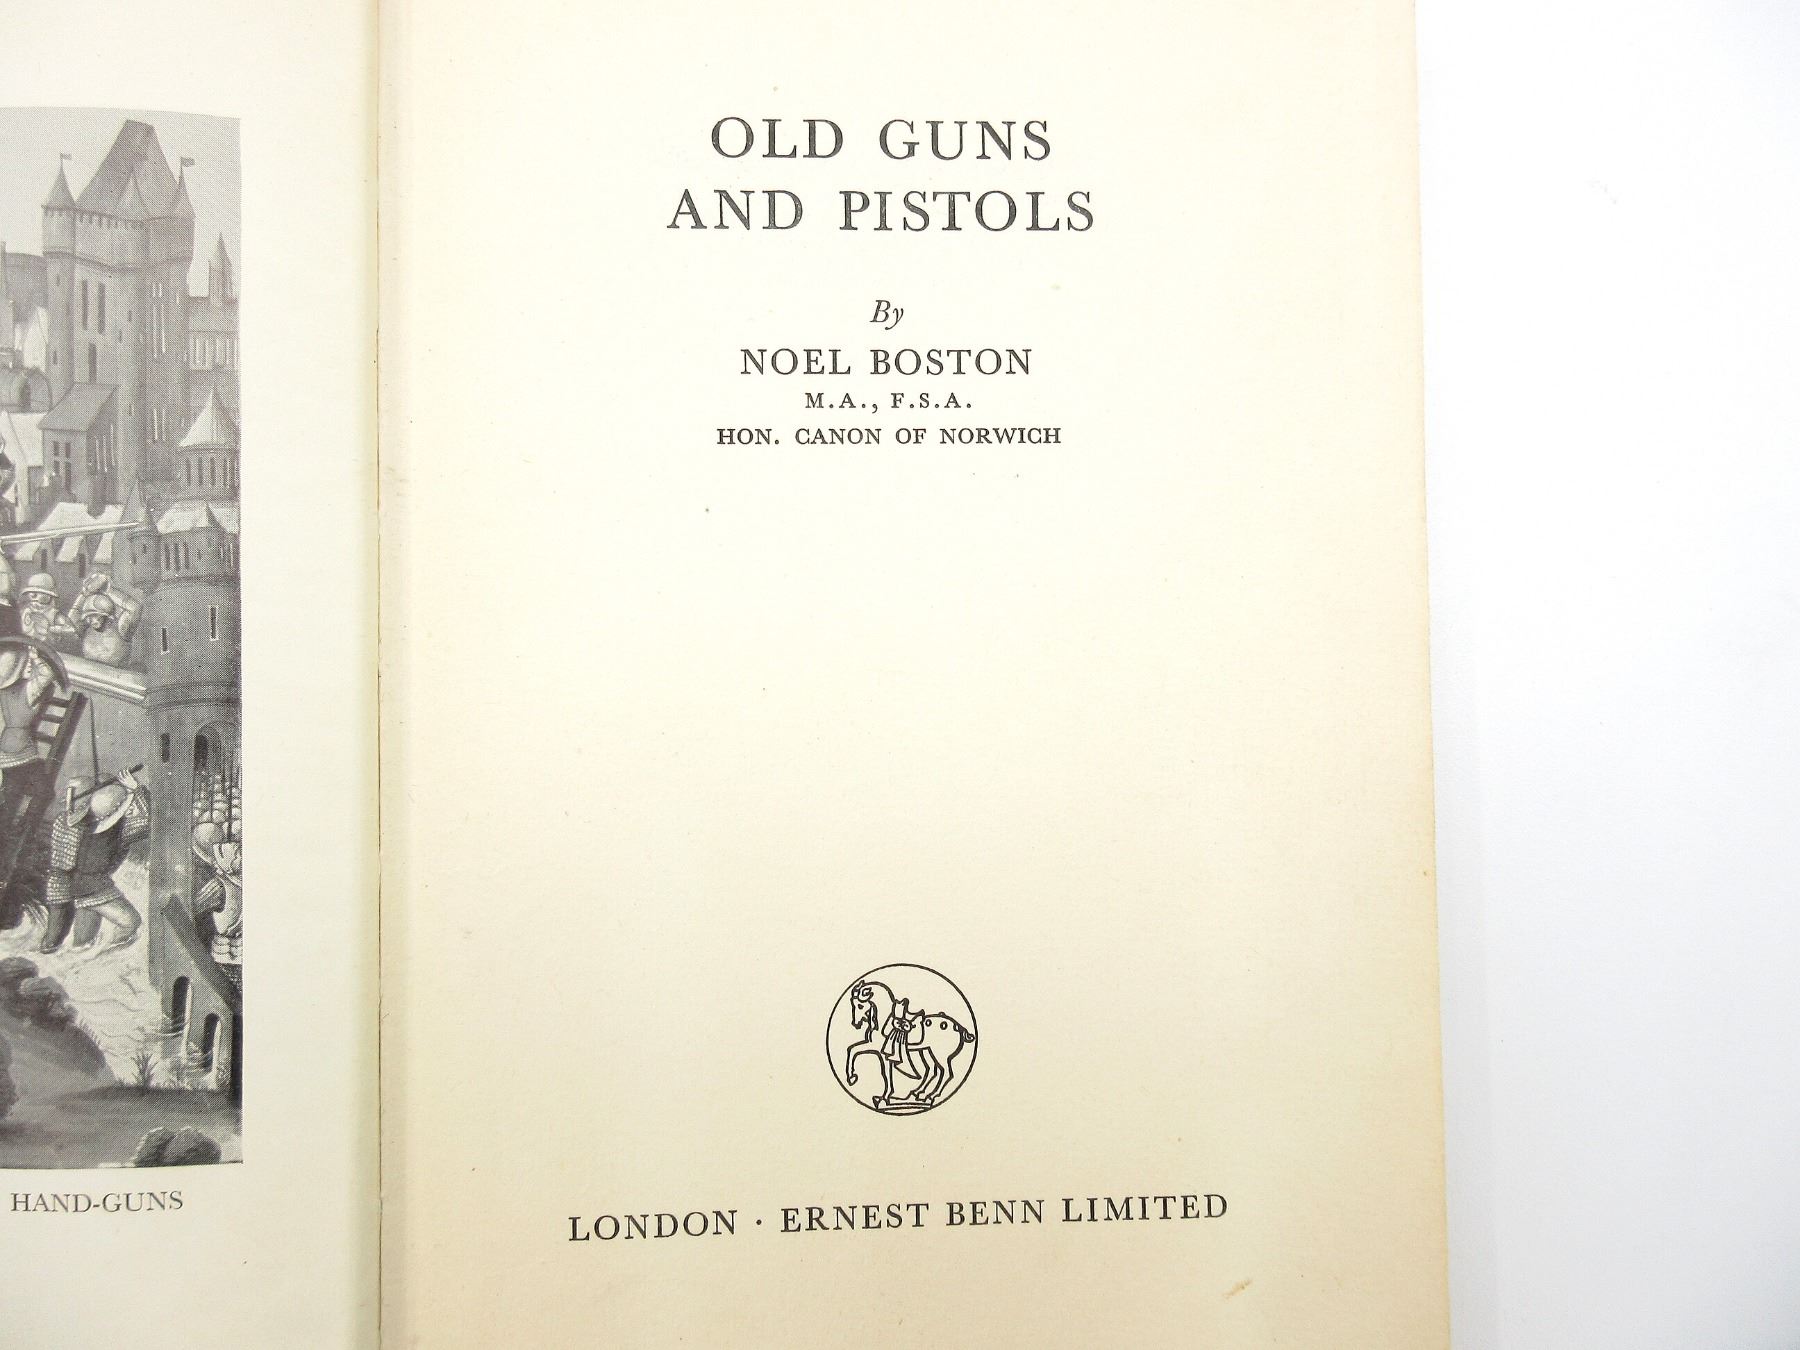 OLD GUNS
AND PISTOLS
By
NOEL BOSTON
M.A., F.S.A.
HON. CANON OF NORWICH
LONDON · ERNEST BENN LIMITED
HAND-GUNS